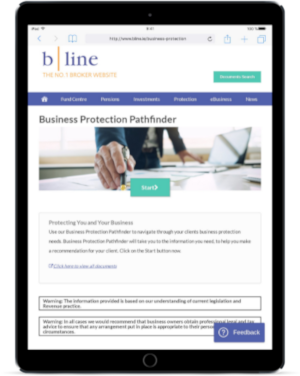 iPad
9:41
http://www.bline.ie/business-protection
b|line
THE NO.1 BROKER WEBSITE
Documents Search
Fund Centre Pensions Investments Protection eBusiness News
Business Protection Pathfinder
Start
Protecting You and Your Business
Use our Business Protection Pathfinder to navigate through your clients business protection
needs. Business Protection Pathfinder will take you to the information you need, to help you make
a recommendation for your client. Click on the Start button now.
Click here to view all documents
Warning: The information provided is based on our understanding of current legislation and
Revenue practice.
Warning: In all cases we would recommend that business owners obtain professional legal and tax
advice to ensure that any arrangement put in place is appropriate to their
circumstances.
Feedback